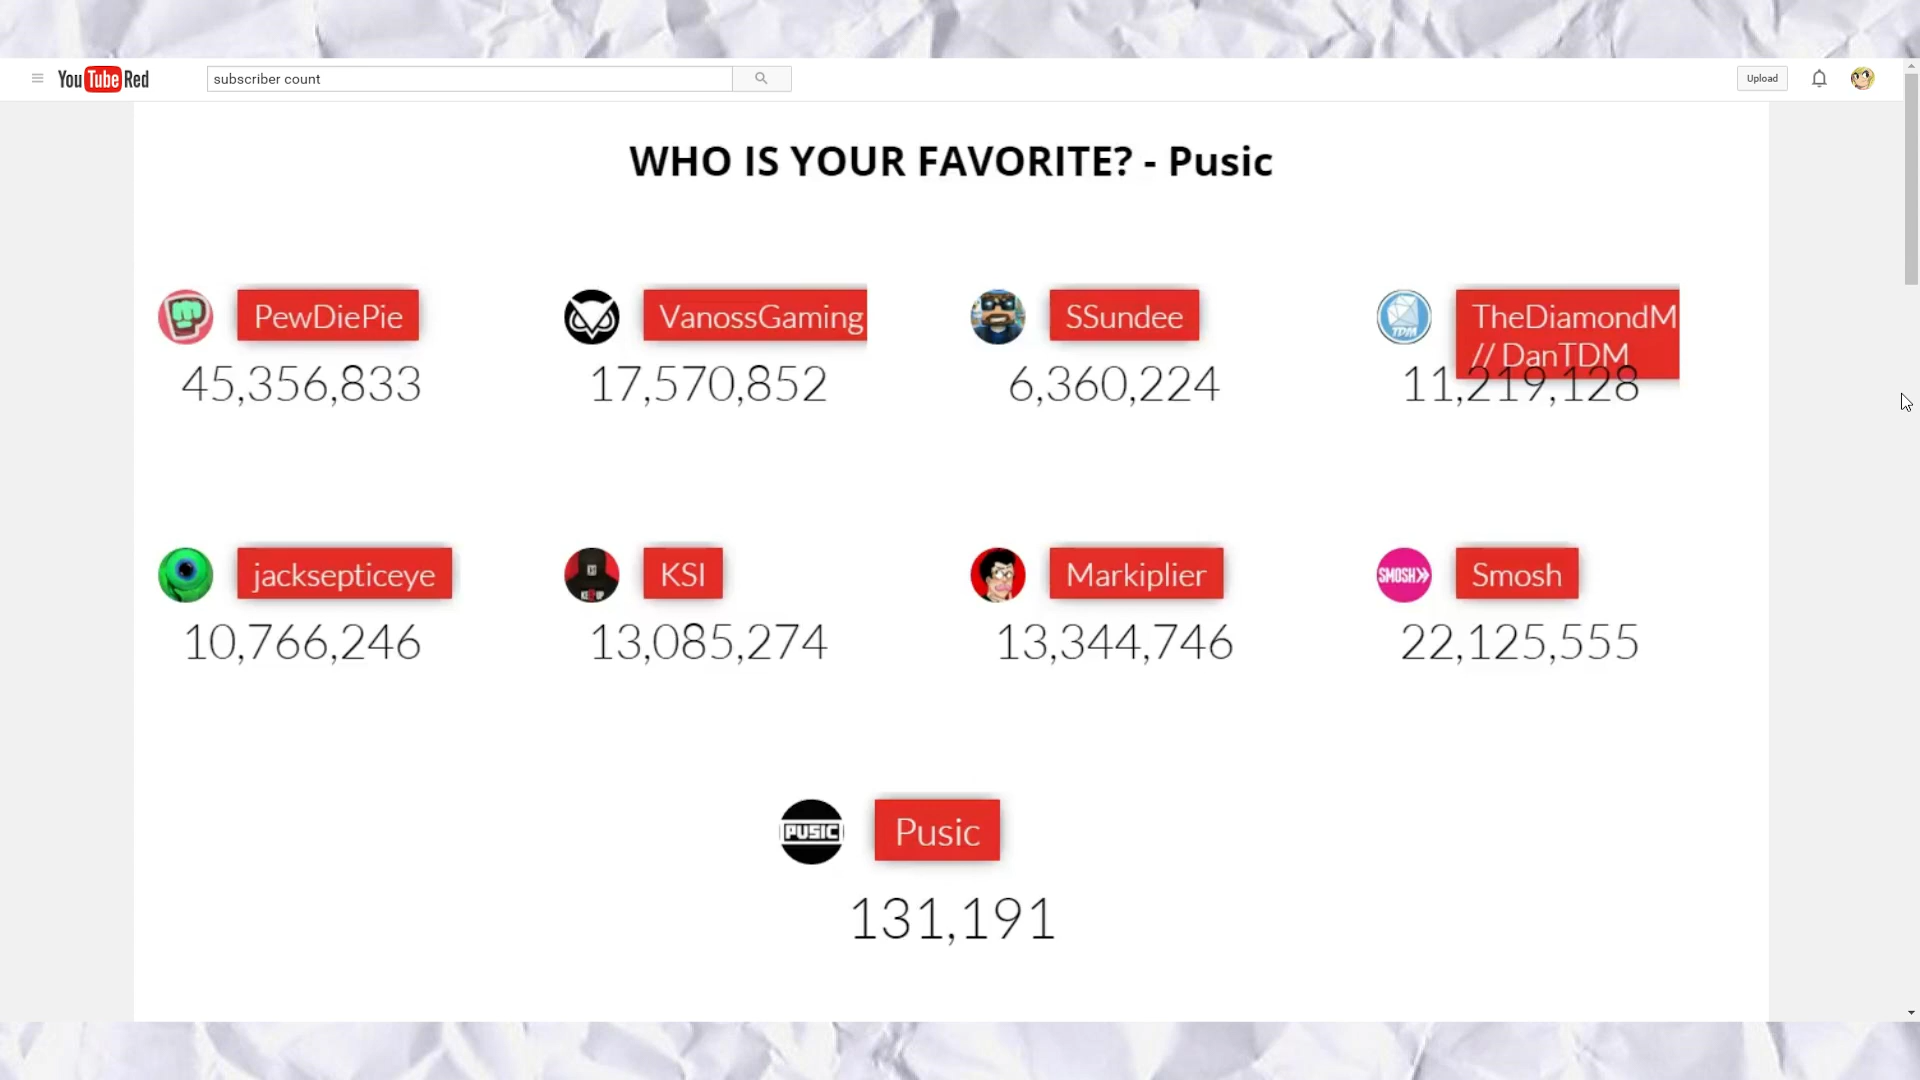 YouTube Red
subscriber count
Upload
WHO IS YOUR FAVORITE? - Pusic
PewDiePie
45,356,833
VanossGaming
17,570,852
SSundee
6,360,224
TDM
TheDiamondM
// DanTDM
11,219,128
jacksepticeye
10,766,246
KSI
13,085,274
Markiplier
13,344,746
SMOSH
Smosh
22,125,555
PUSIC
Pusic
131,191